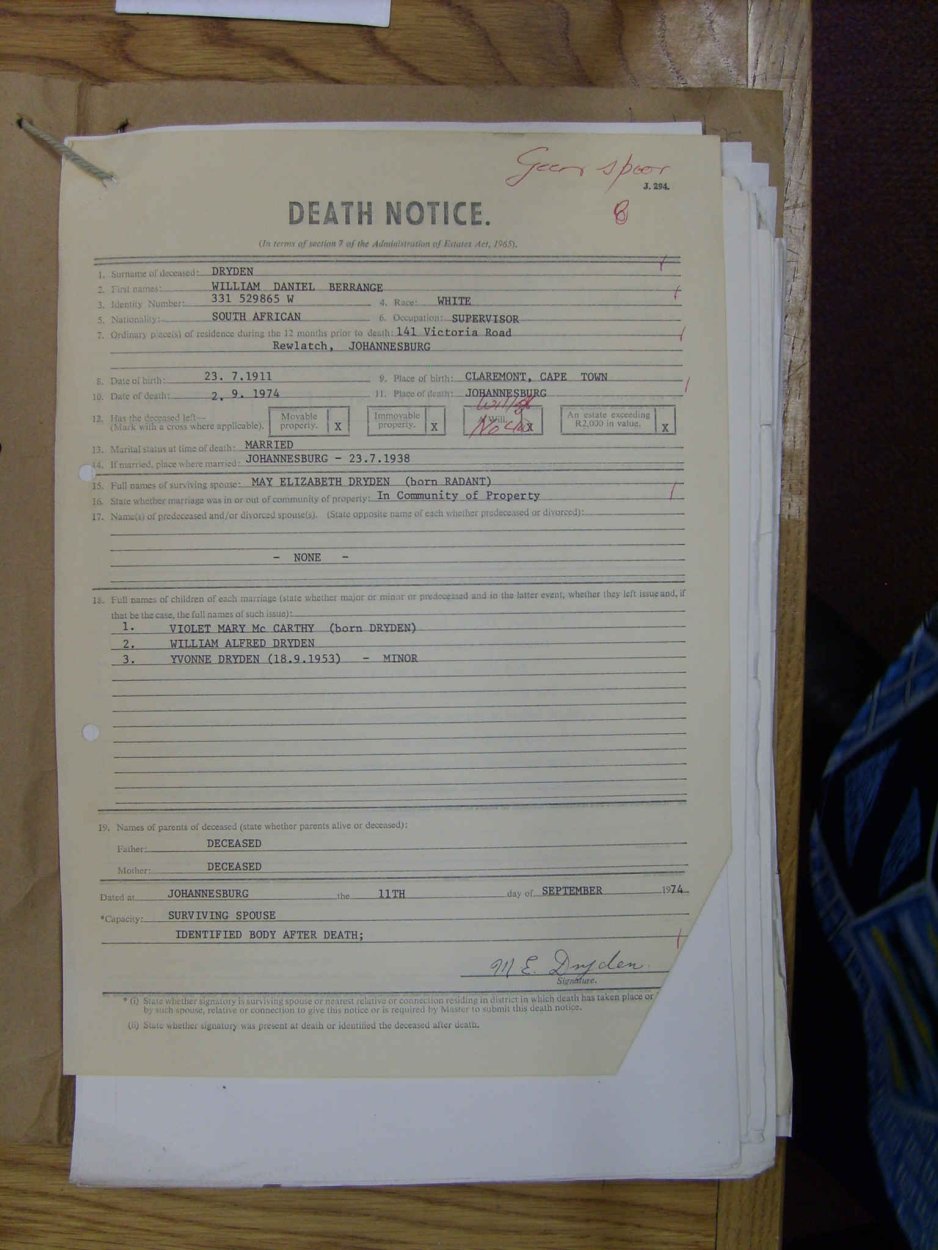 Geen spoor
J. 294.
B
DEATH NOTICE.
(In terms of section 7 of the Administration of Estates Act, 1965).
1. Surname of deceased: DRYDEN
2. First names: WILLIAM DANIEL BERRANGE
3. Identity Number: 331 529865 W 4. Race: WHITE
5. Nationality: SOUTH AFRICAN 6. Occupation: SUPERVISOR
7. Ordinary place(s) of residence during the 12 months prior to death: 141 Victoria Road
Rewlatch, JOHANNESBURG
8. Date of birth: 23. 7.1911 9. Place of birth: CLAREMONT, CAPE TOWN
10. Date of death: 2. 9. 1974 11. Place of death: JOHANNESBURG
12. Has the deceased left— (Mark with a cross where applicable). Movable property. X Immovable property. X A Will. X An estate exceeding R2,000 in value. X
13. Marital status at time of death: MARRIED
14. If married, place where married: JOHANNESBURG - 23.7.1938
15. Full names of surviving spouse: MAY ELIZABETH DRYDEN (born RADANT)
16. State whether marriage was in or out of community of property: In Community of Property
17. Name(s) of predeceased and/or divorced spouse(s). (State opposite name of each whether predeceased or divorced):
- NONE -
18. Full names of children of each marriage (state whether major or minor or predeceased and in the latter event, whether they left issue and, if
that be the case, the full names of such issue):
1. VIOLET MARY Mc CARTHY (born DRYDEN)
2. WILLIAM ALFRED DRYDEN
3. YVONNE DRYDEN (18.9.1953) - MINOR
19. Names of parents of deceased (state whether parents alive or deceased):
Father: DECEASED
Mother: DECEASED
Dated at JOHANNESBURG the 11TH day of SEPTEMBER 1974
*Capacity: SURVIVING SPOUSE
IDENTIFIED BODY AFTER DEATH;
M E. Dryden.
Signature.
* (i) State whether signatory is surviving spouse or nearest relative or connection residing in district in which death has taken place or
by such spouse, relative or connection to give this notice or is required by Master to submit this death notice.
(ii) State whether signatory was present at death or identified the deceased after death.